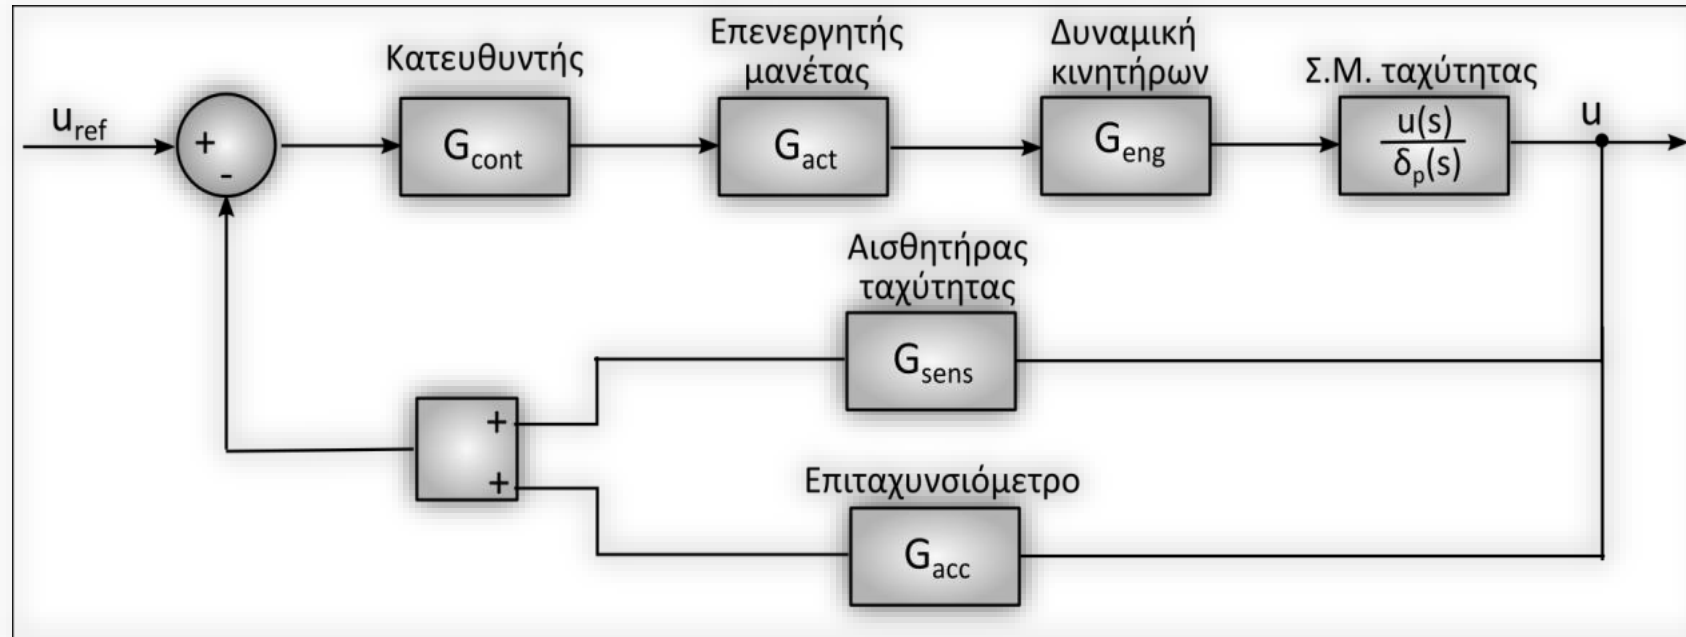 Κατευθυντής
Επενεργητής
μανέτας
Δυναμική
κινητήρων
Σ.Μ. ταχύτητας
u_ref
+
-
G_cont
G_act
G_eng
u(s)
δ_p(s)
u
Αισθητήρας
ταχύτητας
G_sens
+
+
Επιταχυνσιόμετρο
G_acc